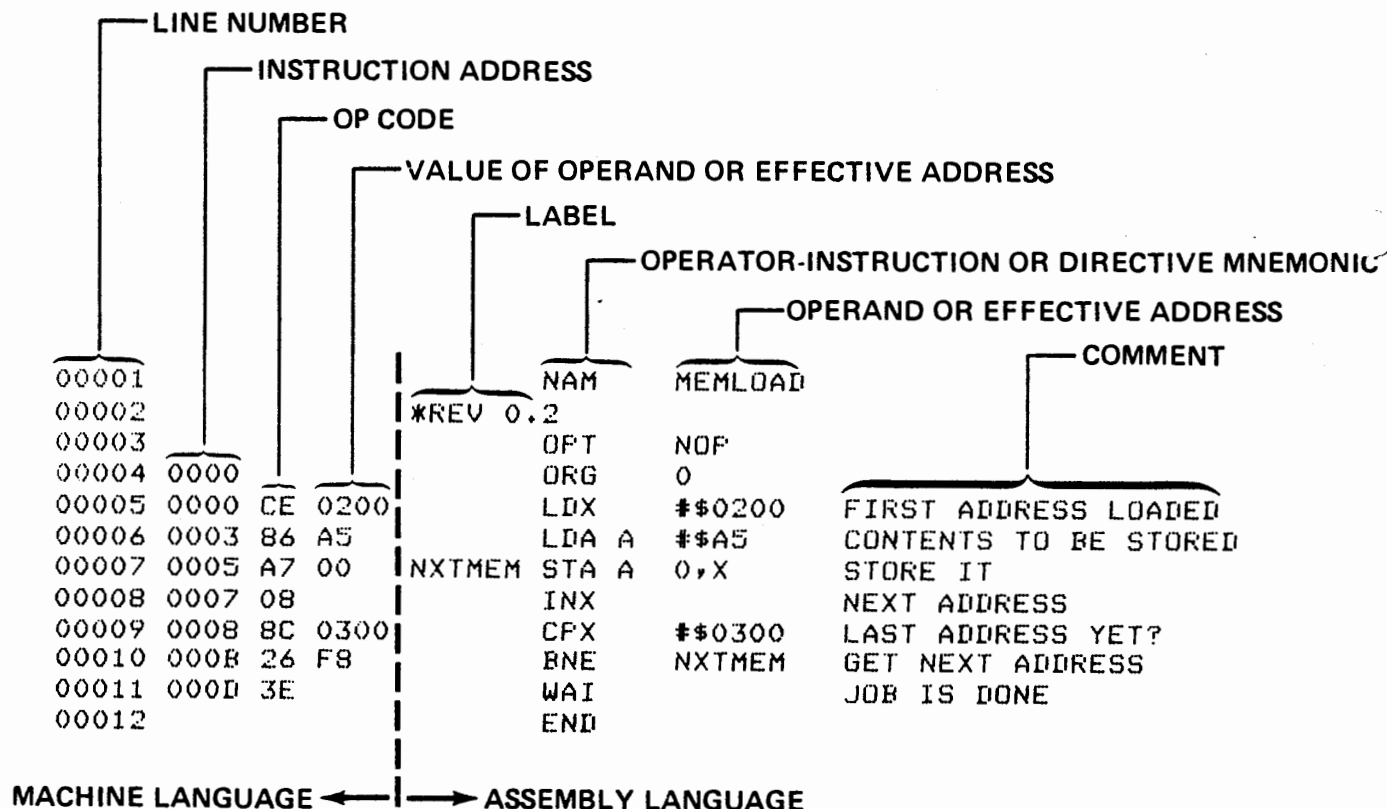 LINE NUMBER
INSTRUCTION ADDRESS
OP CODE
VALUE OF OPERAND OR EFFECTIVE ADDRESS
LABEL
OPERATOR-INSTRUCTION OR DIRECTIVE MNEMONIC
OPERAND OR EFFECTIVE ADDRESS
COMMENT
00001 NAM MEMLOAD
00002 *REV 0.2
00003 OPT NOP
00004 0000 ORG 0
00005 0000 CE 0200 LDX #$0200 FIRST ADDRESS LOADED
00006 0003 86 A5 LDA A #$A5 CONTENTS TO BE STORED
00007 0005 A7 00 NXTMEM STA A 0,X STORE IT
00008 0007 08 INX NEXT ADDRESS
00009 0008 8C 0300 CPX #$0300 LAST ADDRESS YET?
00010 000B 26 F8 BNE NXTMEM GET NEXT ADDRESS
00011 000D 3E WAI JOB IS DONE
00012 END
MACHINE LANGUAGE ASSEMBLY LANGUAGE